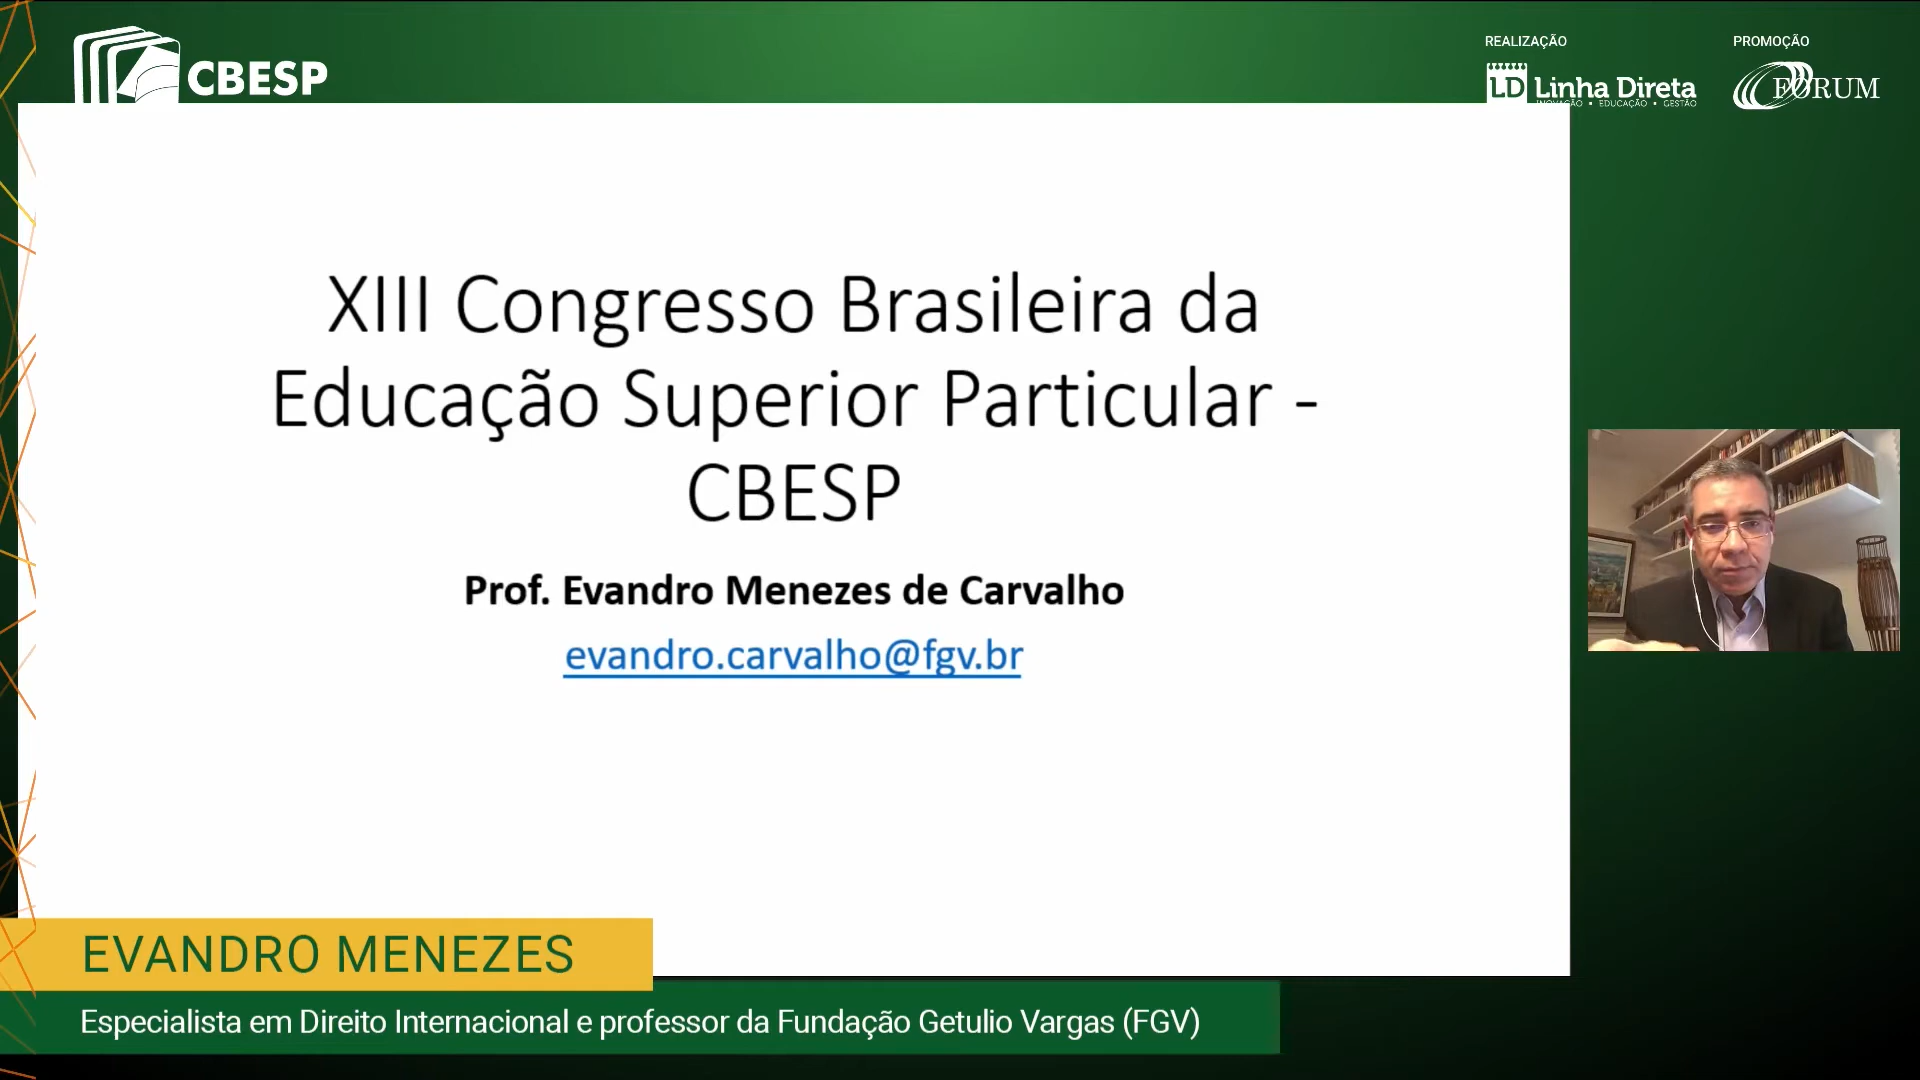 CBESP
REALIZAÇÃO
LD Linha Direta
INOVAÇÃO • EDUCAÇÃO • GESTÃO
PROMOÇÃO
FÓRUM
XIII Congresso Brasileira da
Educação Superior Particular -
CBESP
Prof. Evandro Menezes de Carvalho
evandro.carvalho@fgv.br
EVANDRO MENEZES
Especialista em Direito Internacional e professor da Fundação Getulio Vargas (FGV)